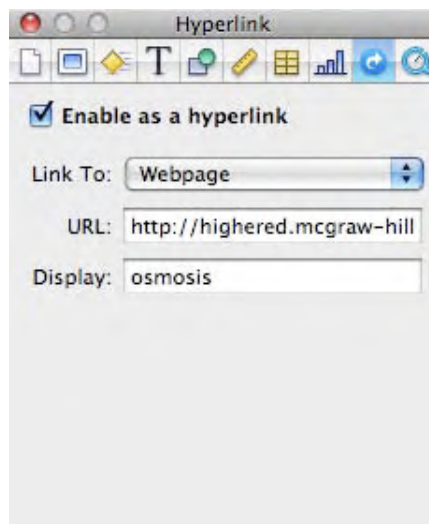 Hyperlink
T
Enable as a hyperlink
Link To: Webpage
URL: http://highered.mcgraw-hill
Display: osmosis